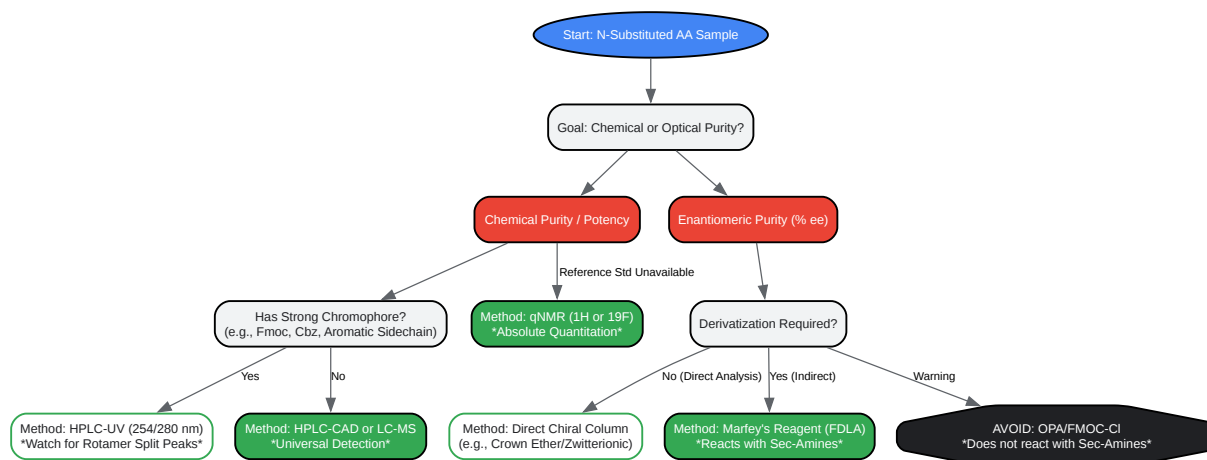 Start: N-Substituted AA Sample
Goal: Chemical or Optical Purity?
Chemical Purity / Potency
Enantiomeric Purity (% ee)
Reference Std Unavailable
Has Strong Chromophore?
(e.g., Fmoc, Cbz, Aromatic Sidechain)
Method: qNMR (1H or 19F)
*Absolute Quantitation*
Derivatization Required?
Yes
No
No (Direct Analysis)
Yes (Indirect)
Warning
Method: HPLC-UV (254/280 nm)
*Watch for Rotamer Split Peaks*
Method: HPLC-CAD or LC-MS
*Universal Detection*
Method: Direct Chiral Column
(e.g., Crown Ether/Zwitterionic)
Method: Marfey's Reagent (FDLA)
*Reacts with Sec-Amines*
AVOID: OPA/FMOC-Cl
*Does not react with Sec-Amines*